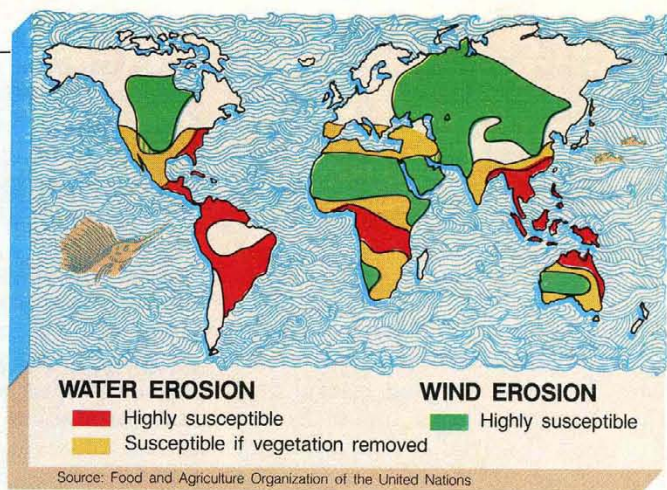 WATER EROSION
Highly susceptible
Susceptible if vegetation removed
WIND EROSION
Highly susceptible
Source: Food and Agriculture Organization of the United Nations